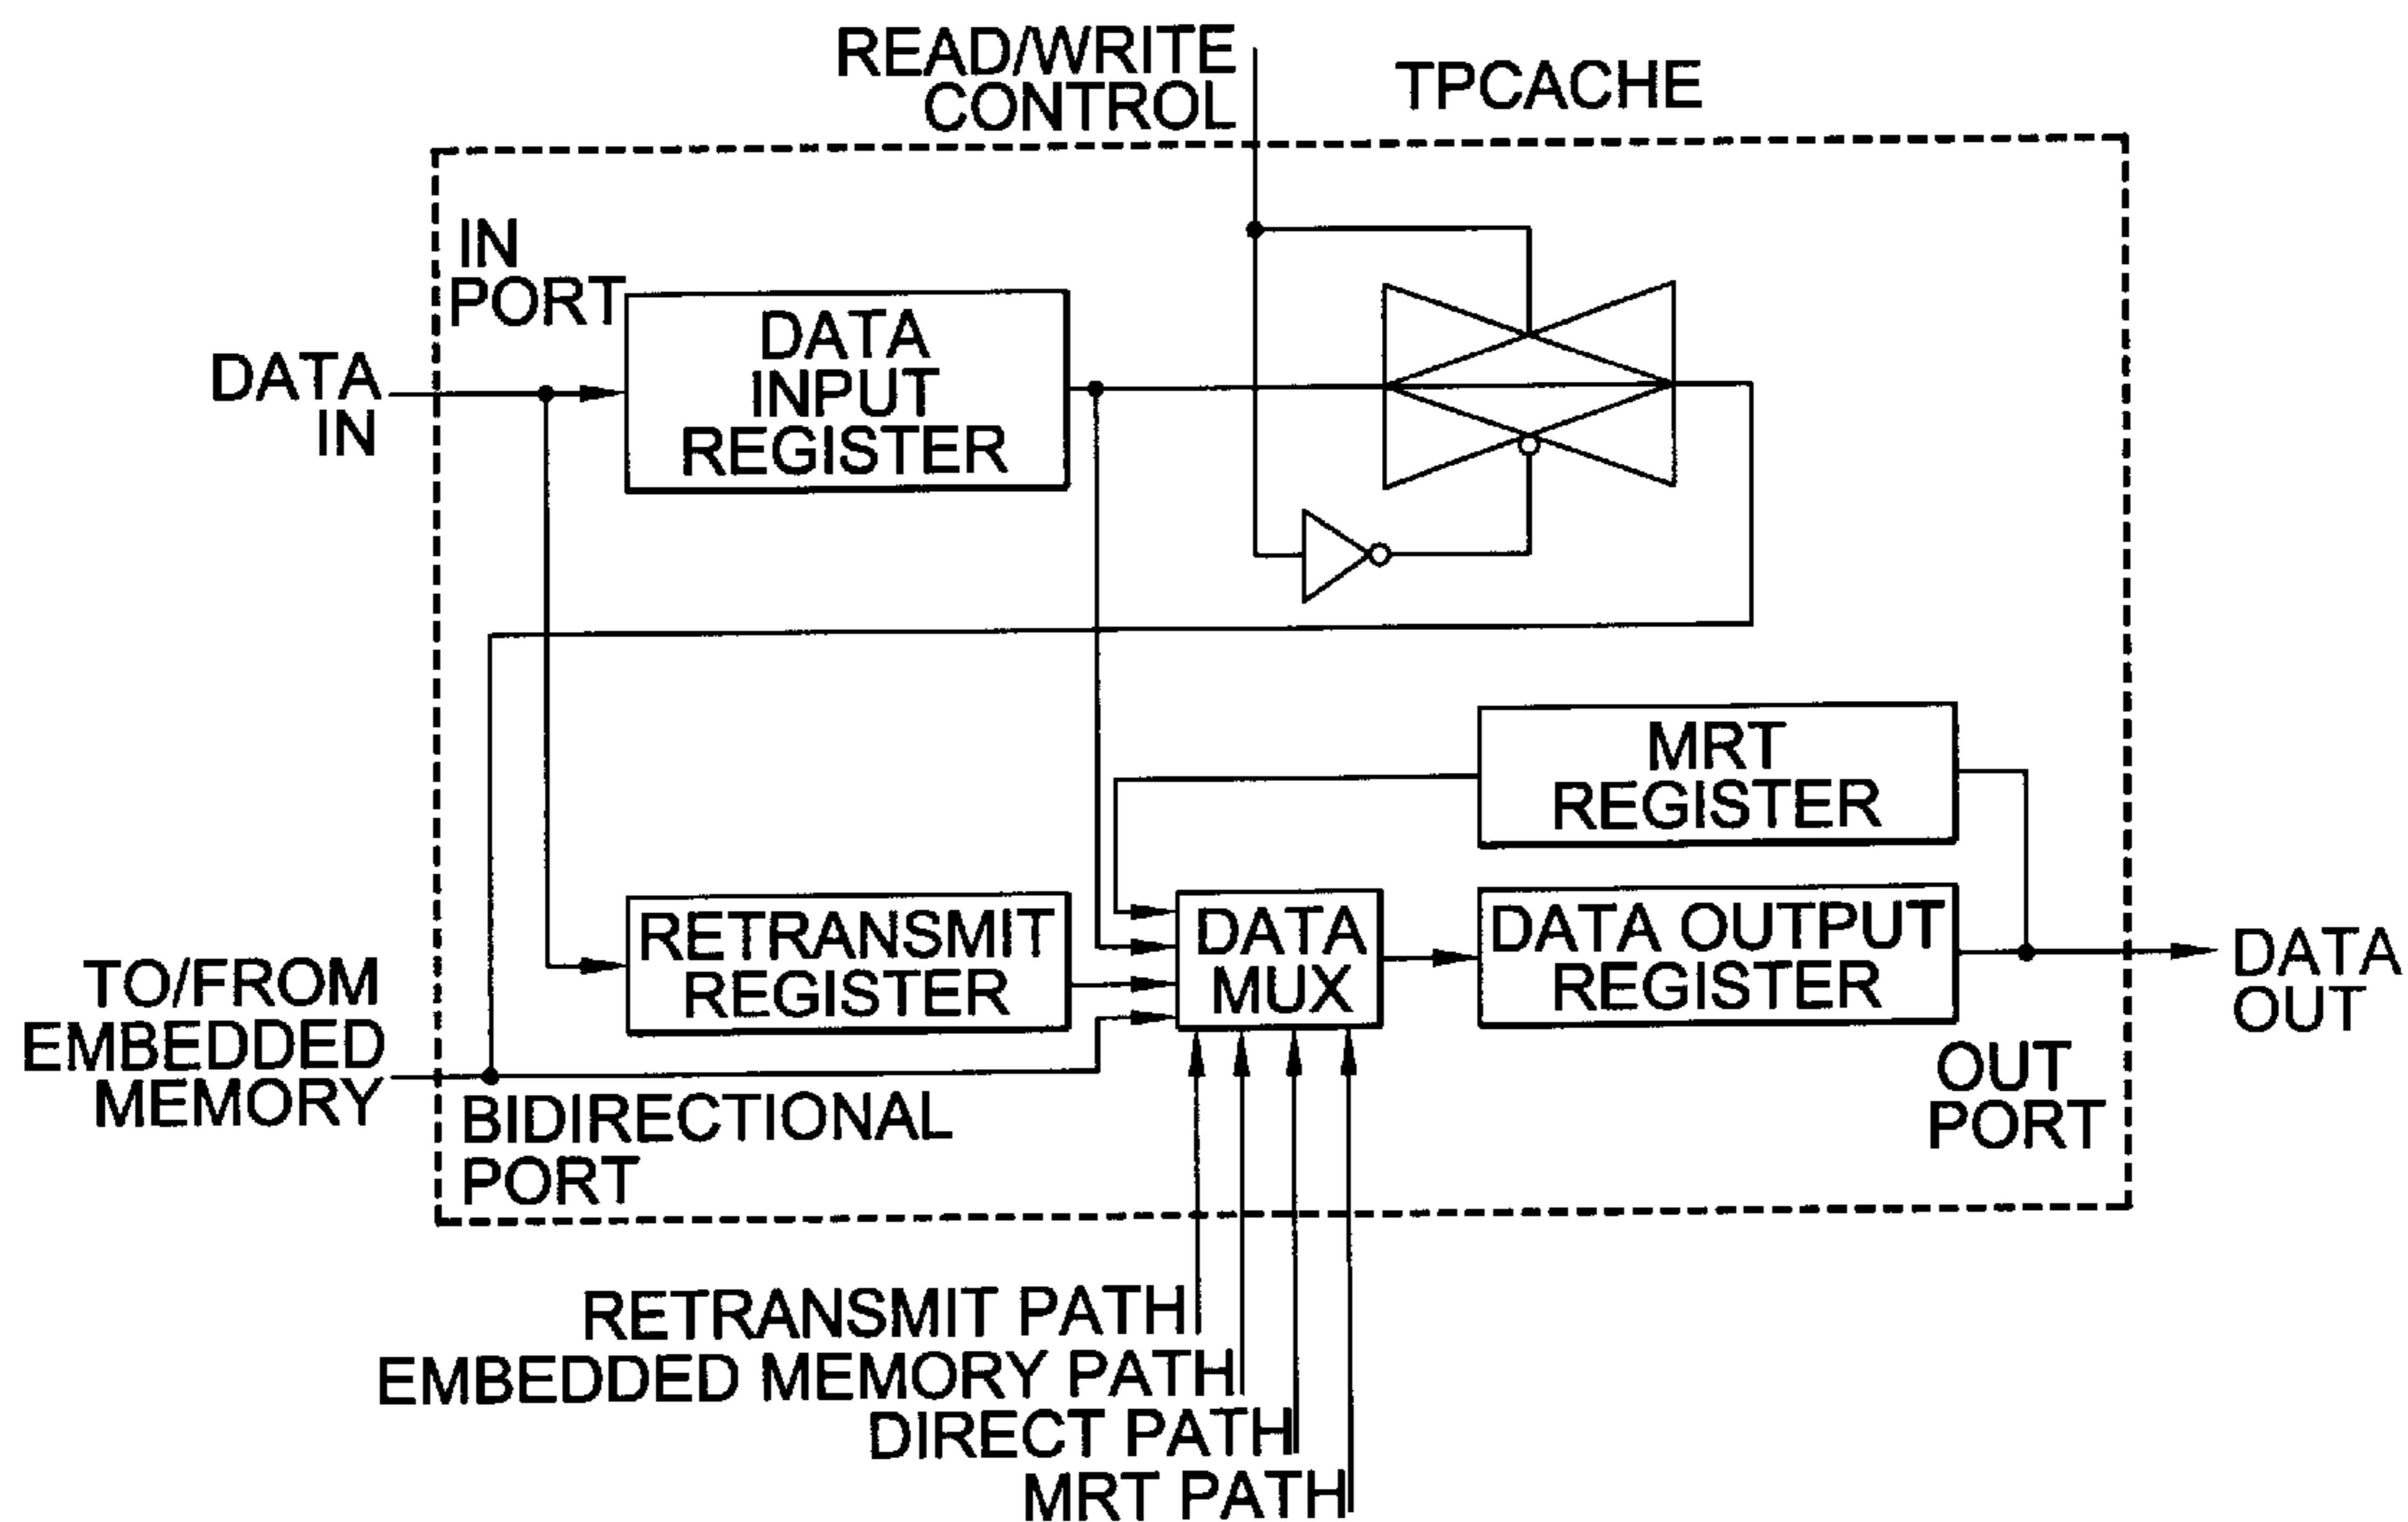 READ/WRITE
CONTROL
TPCACHE
IN
PORT
DATA
INPUT
REGISTER
DATA
IN
MRT
REGISTER
RETRANSMIT
REGISTER
DATA
MUX
DATA OUTPUT
REGISTER
DATA
OUT
TO/FROM
EMBEDDED
MEMORY
BIDIRECTIONAL
PORT
OUT
PORT
RETRANSMIT PATH
EMBEDDED MEMORY PATH
DIRECT PATH
MRT PATH